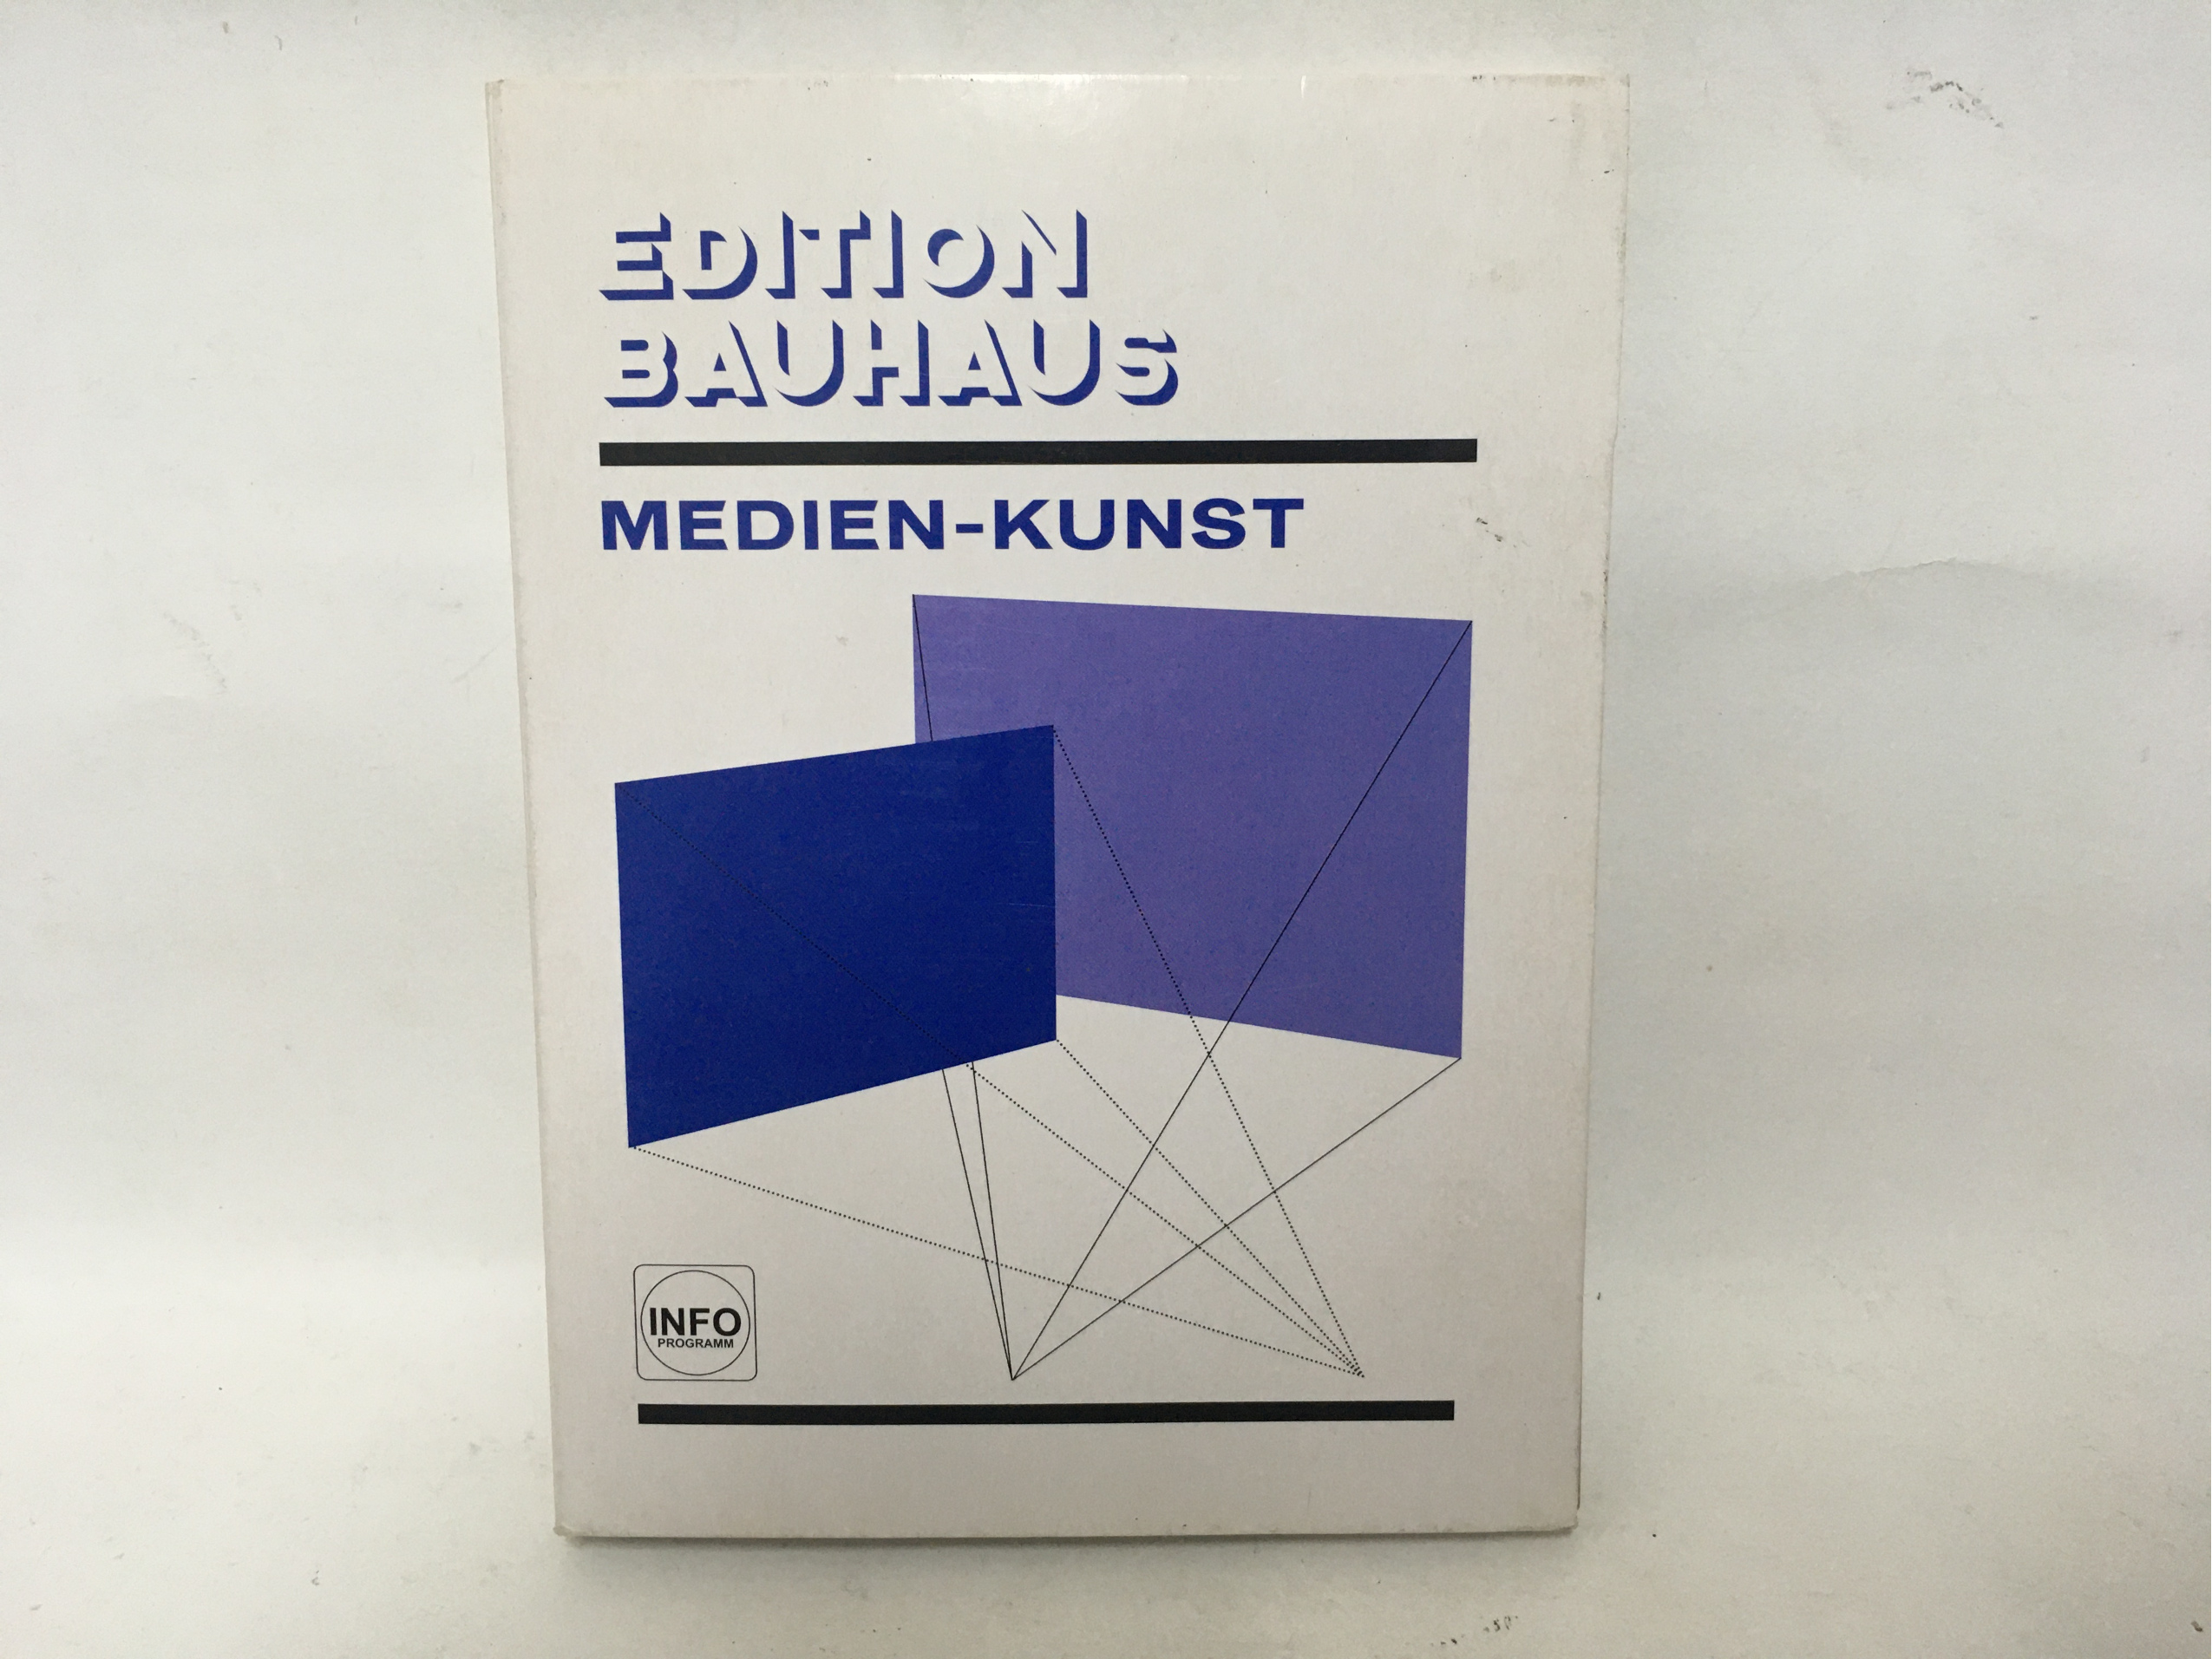 EDITION
BAUHAUS
MEDIEN-KUNST
INFO
PROGRAMM